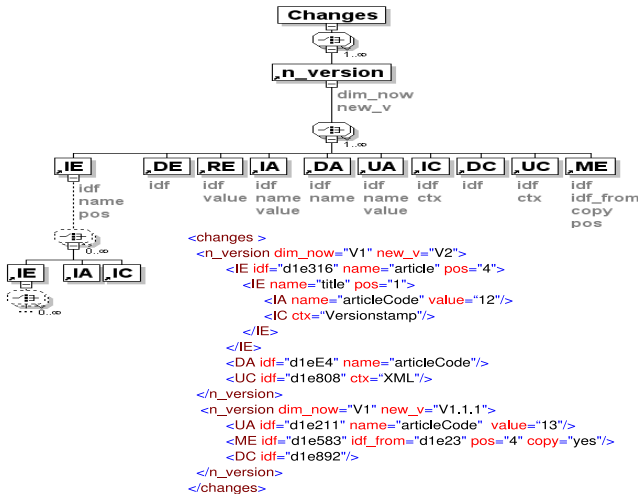 Changes
1..∞
n_version
dim_now
new_v
1..∞
IE DE RE IA DA UA IC DC UC ME
idf idf idf idf idf idf idf idf idf idf
name value name name name ctx ctx idf_from
pos value value copy
pos
0..∞
IE IA IC
... 0..∞
<changes >
<n_version dim_now="V1" new_v="V2">
<IE idf="d1e316" name="article" pos="4">
<IE name="title" pos="1">
<IA name="articleCode" value="12"/>
<IC ctx="Versionstamp"/>
</IE>
</IE>
<DA idf="d1eE4" name="articleCode"/>
<UC idf="d1e808" ctx="XML"/>
</n_version>
<n_version dim_now="V1" new_v="V1.1.1">
<UA idf="d1e211" name="articleCode" value="13"/>
<ME idf="d1e583" idf_from="d1e23" pos="4" copy="yes"/>
<DC idf="d1e892"/>
</n_version>
</changes>